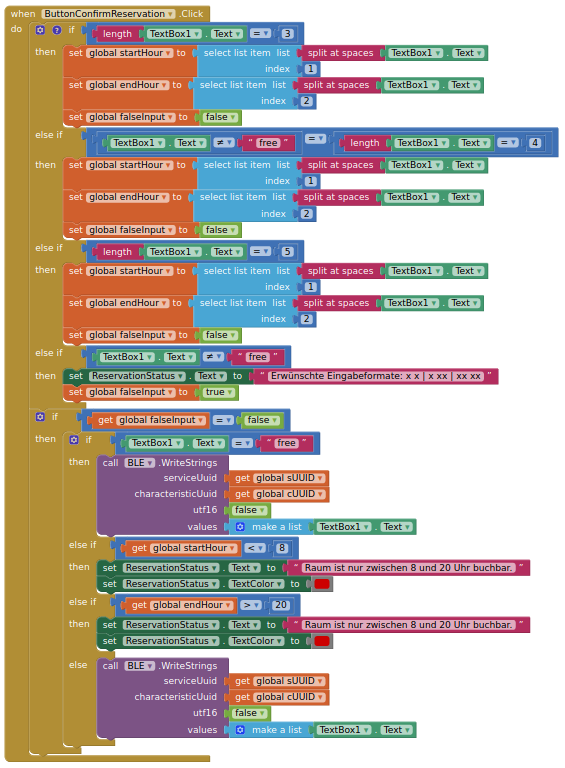 when ButtonConfirmReservation .Click
do if length TextBox1 . Text = 3
then set global startHour to select list item list split at spaces TextBox1 . Text
index 1
set global endHour to select list item list split at spaces TextBox1 . Text
index 2
set global falseInput to false
else if TextBox1 . Text ≠ " free " = length TextBox1 . Text = 4
then set global startHour to select list item list split at spaces TextBox1 . Text
index 1
set global endHour to select list item list split at spaces TextBox1 . Text
index 2
set global falseInput to false
else if length TextBox1 . Text = 5
then set global startHour to select list item list split at spaces TextBox1 . Text
index 1
set global endHour to select list item list split at spaces TextBox1 . Text
index 2
set global falseInput to false
else if TextBox1 . Text ≠ " free "
then set ReservationStatus . Text to " Erwünschte Eingabeformate: x x | x xx | xx xx "
set global falseInput to true
if get global falseInput = false
then if TextBox1 . Text = " free "
then call BLE .WriteStrings
serviceUuid get global sUUID
characteristicUuid get global cUUID
utf16 false
values make a list TextBox1 . Text
else if get global startHour < 8
then set ReservationStatus . Text to " Raum ist nur zwischen 8 und 20 Uhr buchbar. "
set ReservationStatus . TextColor to
else if get global endHour > 20
then set ReservationStatus . Text to " Raum ist nur zwischen 8 und 20 Uhr buchbar. "
set ReservationStatus . TextColor to
else call BLE .WriteStrings
serviceUuid get global sUUID
characteristicUuid get global cUUID
utf16 false
values make a list TextBox1 . Text